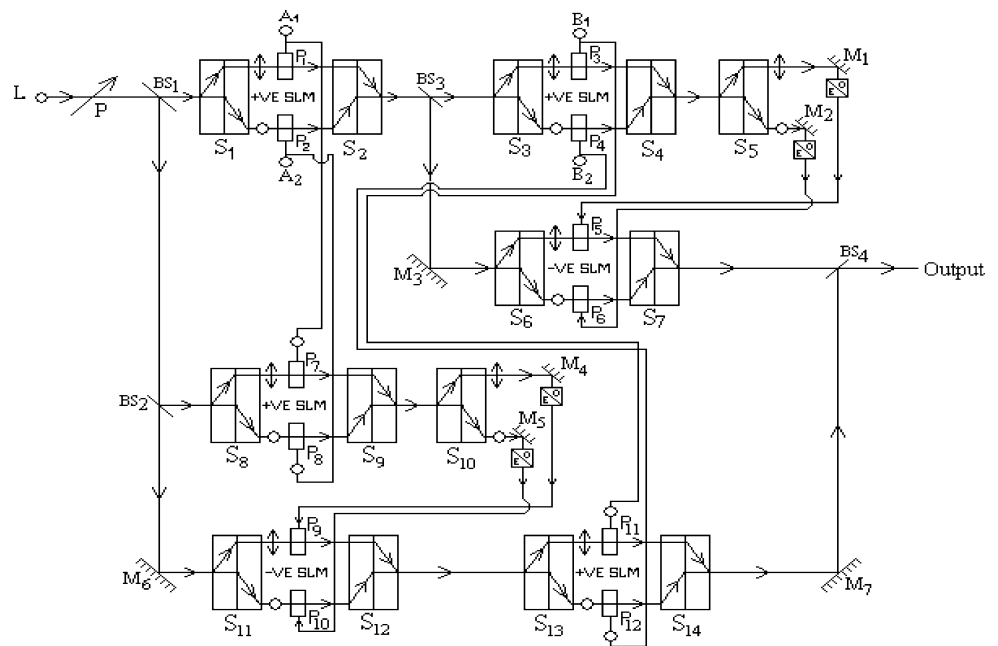 A1
B1
L
P
BS1
S1
P1
+VE SLM
P2
S2
A2
BS3
S3
P3
+VE SLM
P4
S4
B2
S5
M1
M2
E O
E O
M3
S6
P5
-VE SLM
P6
S7
BS4
Output
BS2
S8
P7
+VE SLM
P8
S9
S10
M4
M5
E O
E O
M6
S11
P9
-VE SLM
P10
S12
S13
P11
+VE SLM
P12
S14
M7